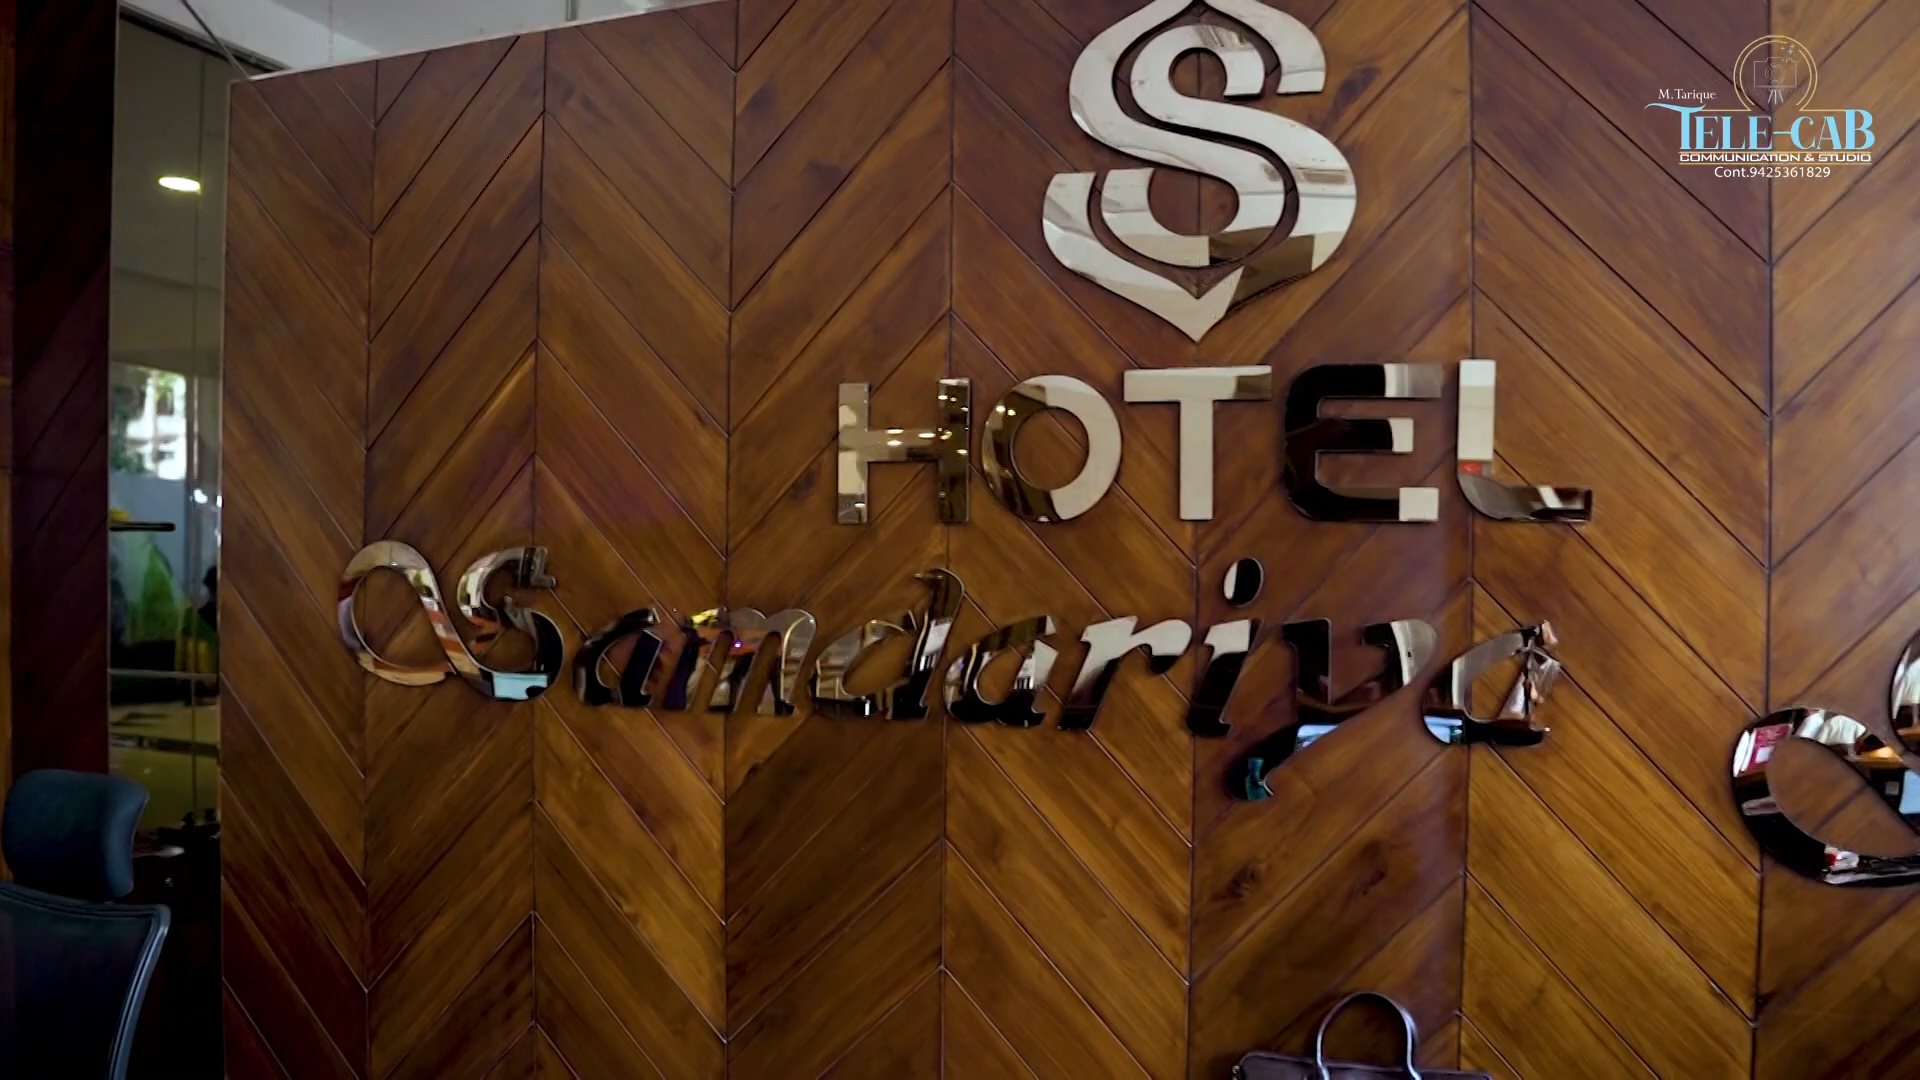 S
HOTEL
Samdariya
S
M.Tarique
TELE-CAB
COMMUNICATION & STUDIO
Cont.9425361829